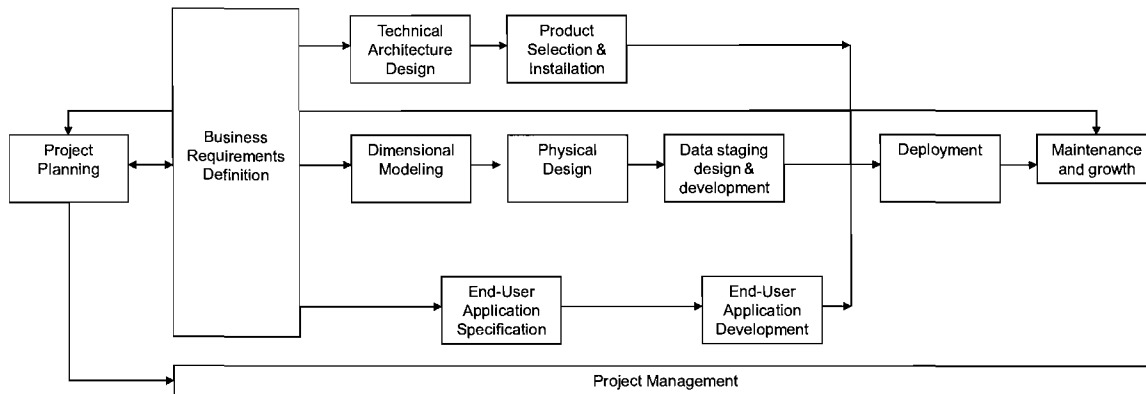 Technical
Architecture
Design
Product
Selection &
Installation
Project
Planning
Business
Requirements
Definition
Dimensional
Modeling
Physical
Design
Data staging
design &
development
Deployment
Maintenance
and growth
End-User
Application
Specification
End-User
Application
Development
Project Management